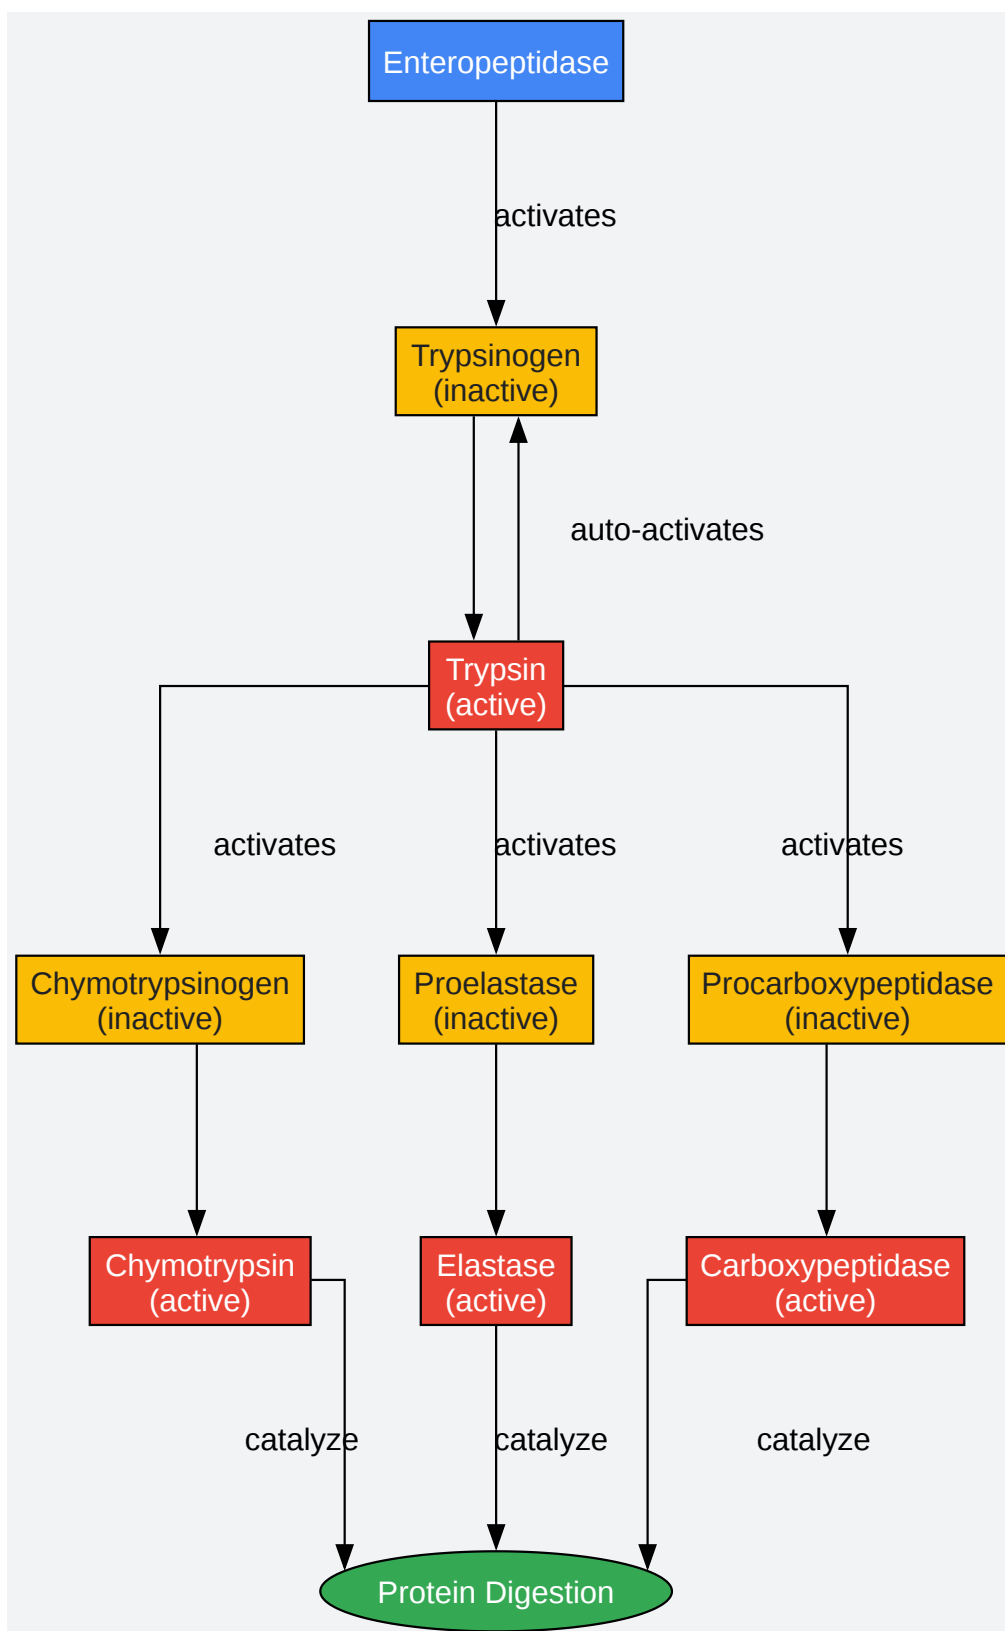 Enteropeptidase
activates
Trypsinogen
(inactive)
auto-activates
Trypsin
(active)
activates
activates
activates
Chymotrypsinogen
(inactive)
Proelastase
(inactive)
Procarboxypeptidase
(inactive)
Chymotrypsin
(active)
Elastase
(active)
Carboxypeptidase
(active)
catalyze
catalyze
catalyze
Protein Digestion